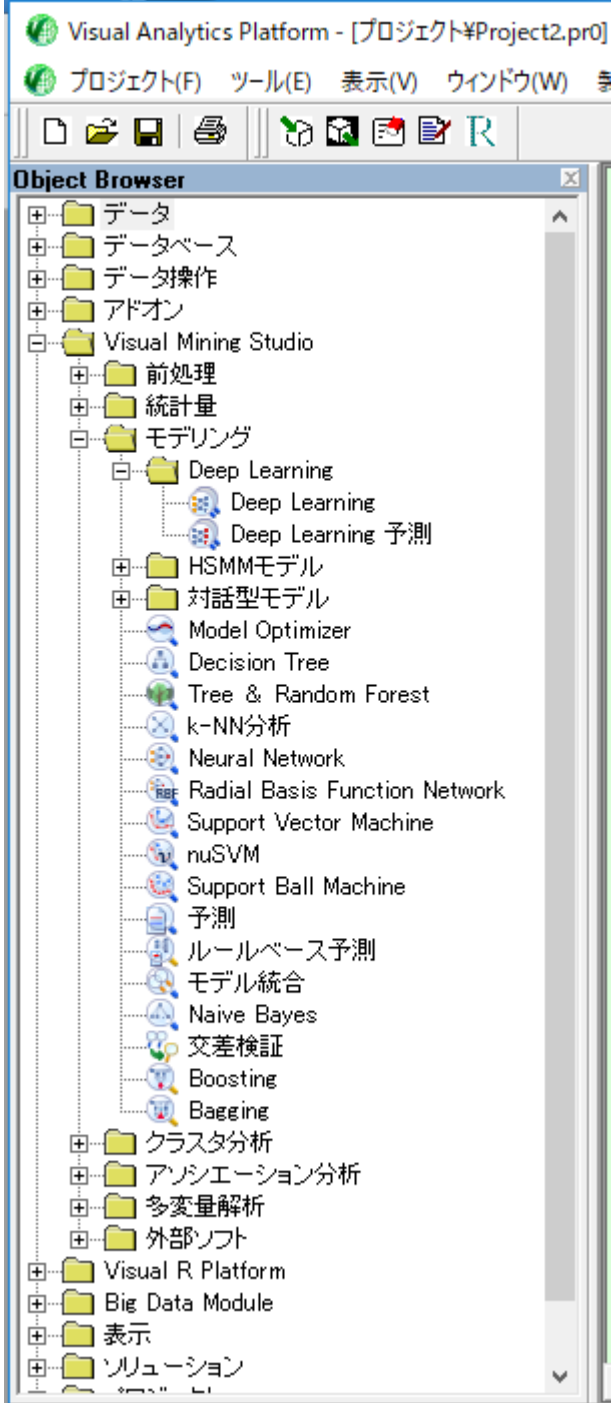 Visual Analytics Platform - [プロジェクト¥Project2.pr0]
プロジェクト(F) ツール(E) 表示(V) ウィンドウ(W)
R
Object Browser
データ
データベース
データ操作
アドオン
Visual Mining Studio
前処理
統計量
モデリング
Deep Learning
Deep Learning
Deep Learning 予測
HSMMモデル
対話型モデル
Model Optimizer
Decision Tree
Tree & Random Forest
k-NN分析
Neural Network
Radial Basis Function Network
Support Vector Machine
nuSVM
Support Ball Machine
予測
ルールベース予測
モデル統合
Naive Bayes
交差検証
Boosting
Bagging
クラスタ分析
アソシエーション分析
多変量解析
外部ソフト
Visual R Platform
Big Data Module
表示
ソリューション